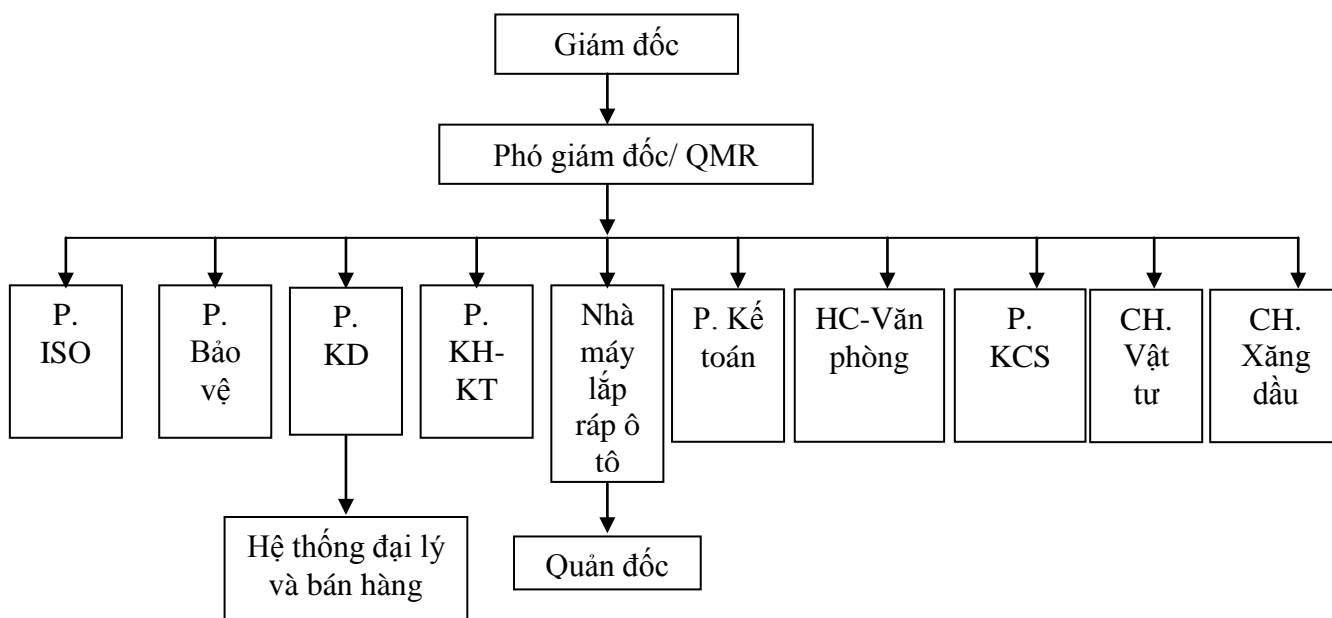 Giám đốc
Phó giám đốc/ QMR
P.
ISO
P.
Bảo
vệ
P.
KD
P.
KH-
KT
Nhà
máy
lắp
ráp ô
tô
P. Kế
toán
HC-Văn
phòng
P.
KCS
CH.
Vật
tư
CH.
Xăng
dầu
Hệ thống đại lý
và bán hàng
Quản đốc